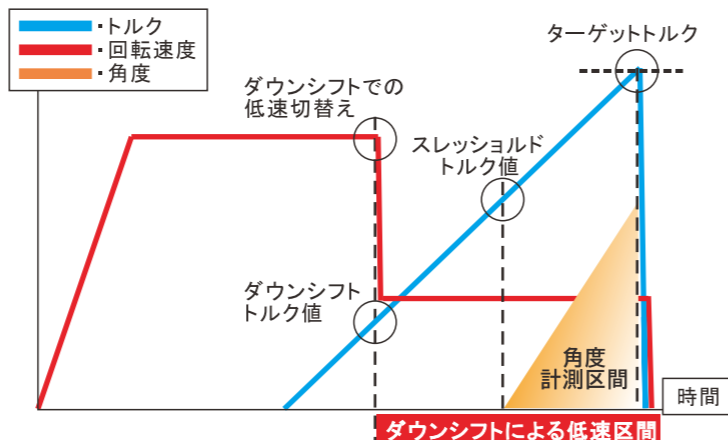 ・トルク
・回転速度
・角度
ターゲットトルク
ダウンシフトでの
低速切替え
スレッショルド
トルク値
ダウンシフト
トルク値
角度
計測区間
時間
ダウンシフトによる低速区間